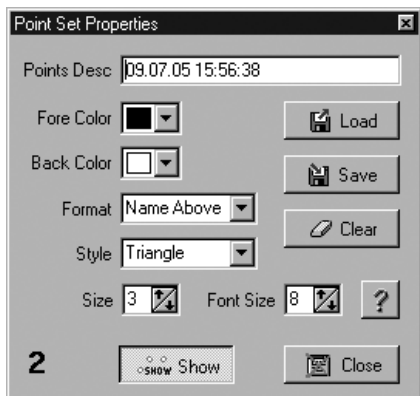 Point Set Properties
Points Desc 09.07.05 15:56:38
Fore Color Load
Back Color Save
Format Name Above
Clear
Style Triangle
Size 3 Font Size 8 ?
2 SHOW Show Close